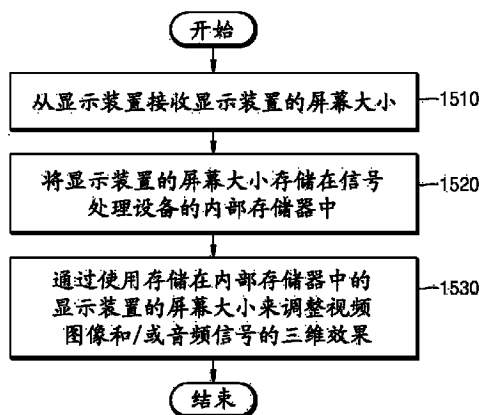 开始
从显示装置接收显示装置的屏幕大小
1510
将显示装置的屏幕大小存储在信号
处理设备的内部存储器中
1520
通过使用存储在内部存储器中的
显示装置的屏幕大小来调整视频
图像和/或音频信号的三维效果
1530
结束